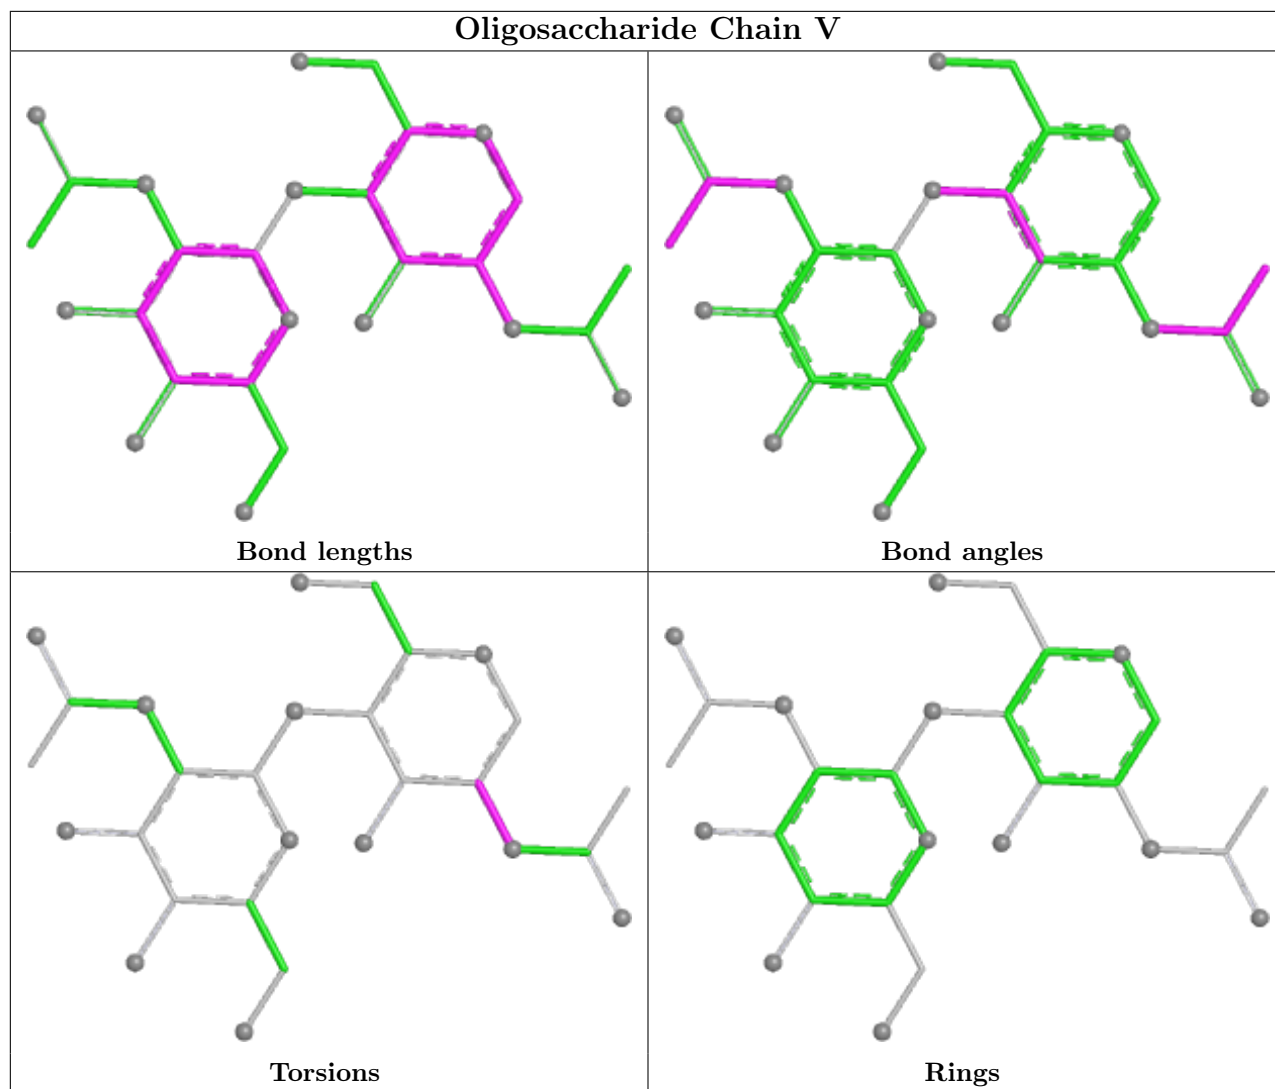 Oligosaccharide Chain V
Bond lengths
Bond angles
Torsions
Rings